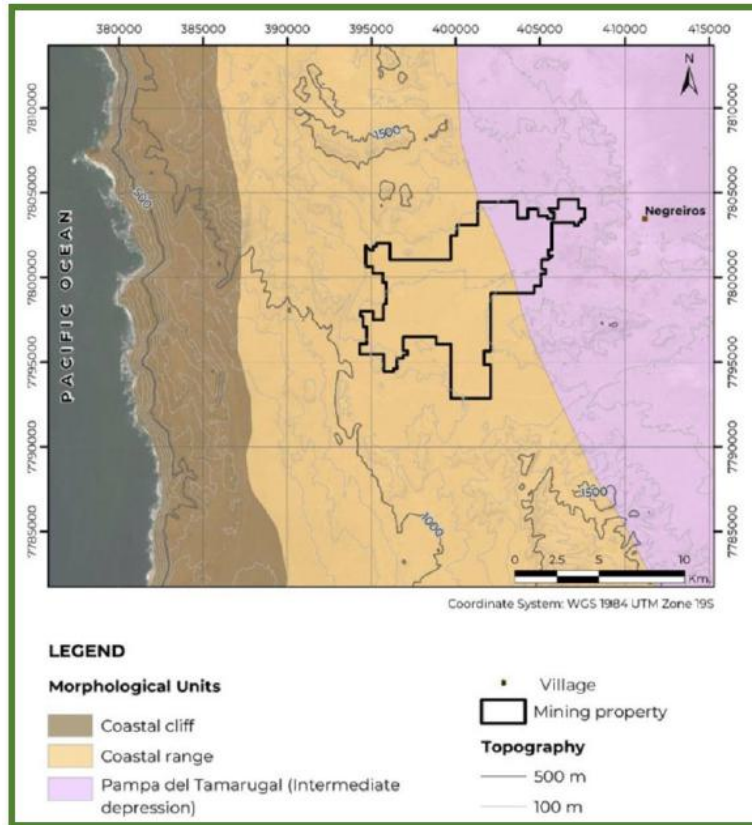 380000 385000 390000 395000 400000 405000 410000 415000
N
7810000 7810000
1500
7805000 7805000
500
Negreiros
PACIFIC OCEAN
7800000 7800000
7795000 7795000
7790000 7790000
1500
7785000 1000 7785000
0 2.5 5 10
Km.
Coordinate System: WGS 1984 UTM Zone 19S
LEGEND
Morphological Units
Coastal cliff
Coastal range
Pampa del Tamarugal (Intermediate
depression)
Village
Mining property
Topography
500 m
100 m